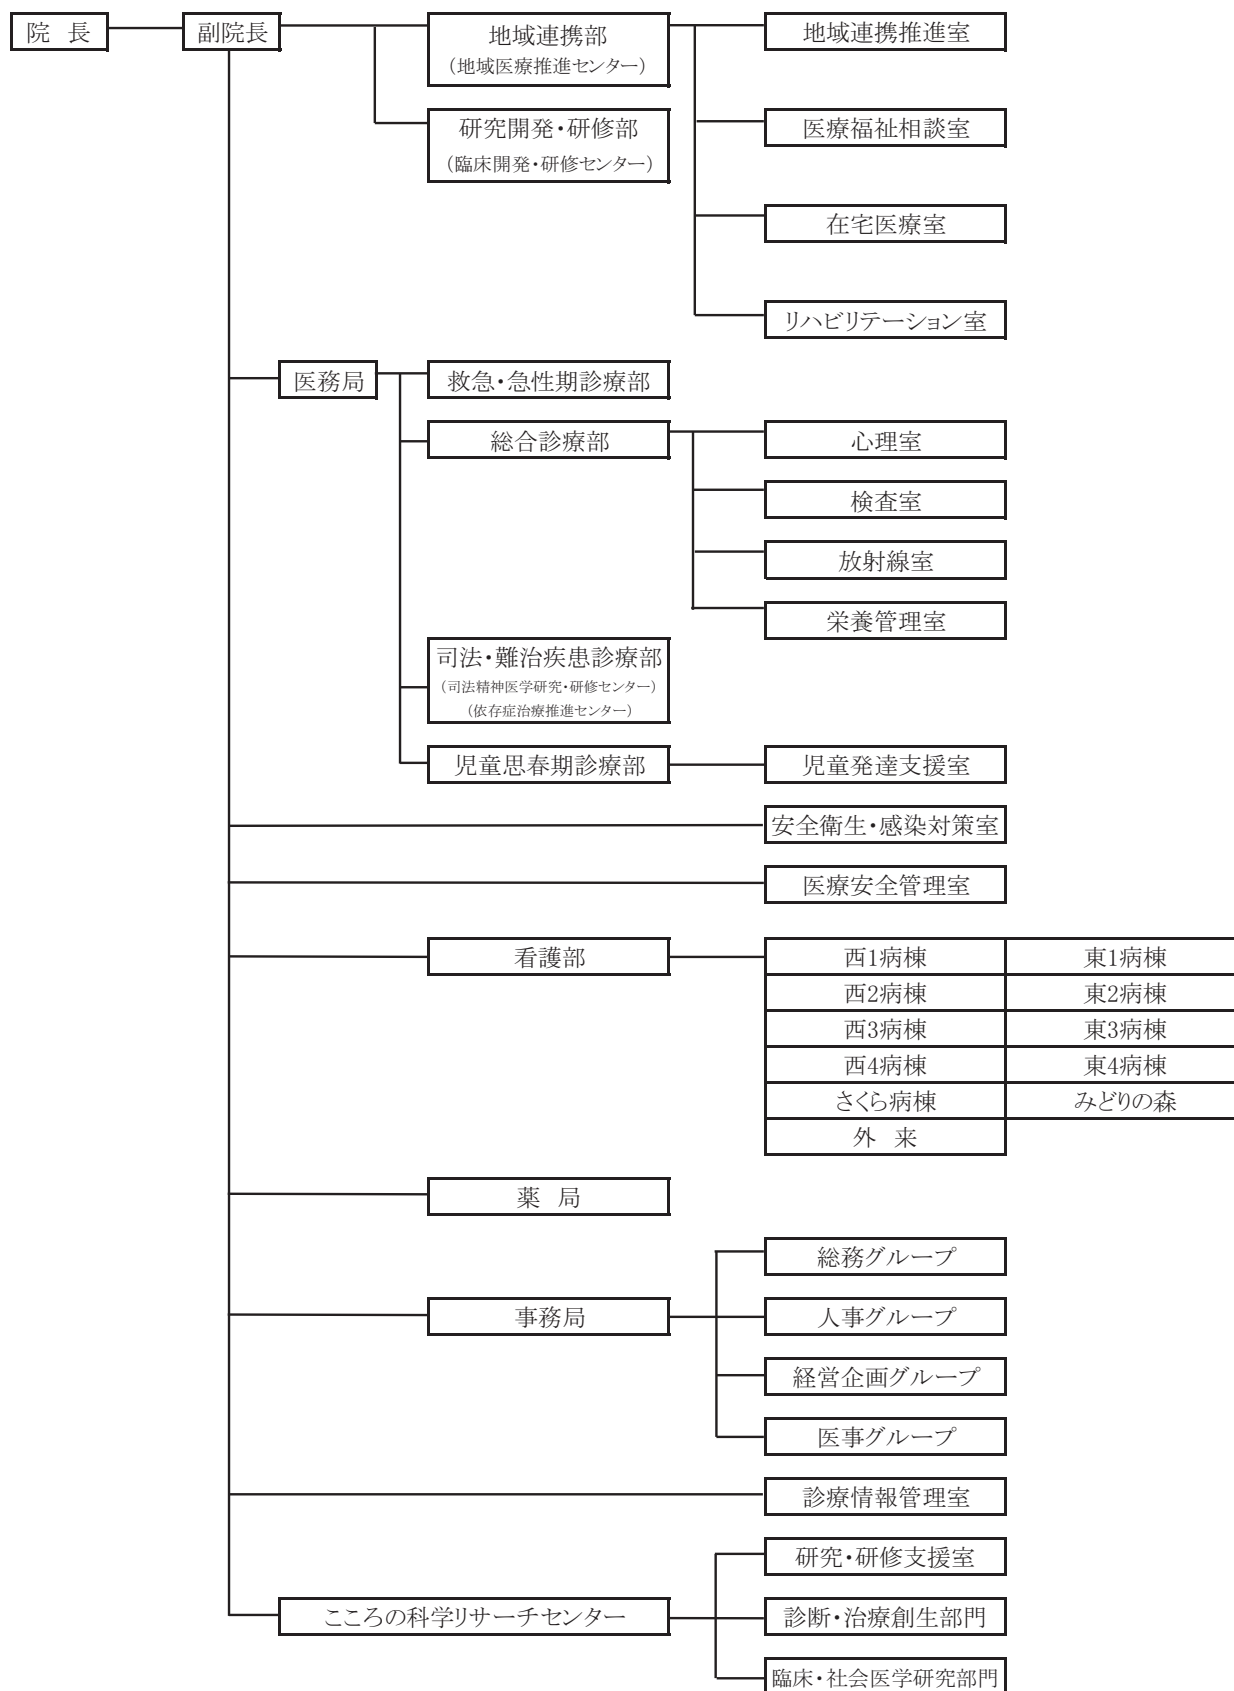 院 長
副院長
地域連携部
（地域医療推進センター）
地域連携推進室
研究開発・研修部
（臨床開発・研修センター）
医療福祉相談室
在宅医療室
リハビリテーション室
医務局
救急・急性期診療部
総合診療部
心理室
検査室
放射線室
栄養管理室
司法・難治疾患診療部
（司法精神医学研究・研修センター）
（依存症治療推進センター）
児童思春期診療部
児童発達支援室
安全衛生・感染対策室
医療安全管理室
看護部
西1病棟
東1病棟
西2病棟
東2病棟
西3病棟
東3病棟
西4病棟
東4病棟
さくら病棟
みどりの森
外 来
薬 局
総務グループ
事務局
人事グループ
経営企画グループ
医事グループ
診療情報管理室
研究・研修支援室
こころの科学リサーチセンター
診断・治療創生部門
臨床・社会医学研究部門